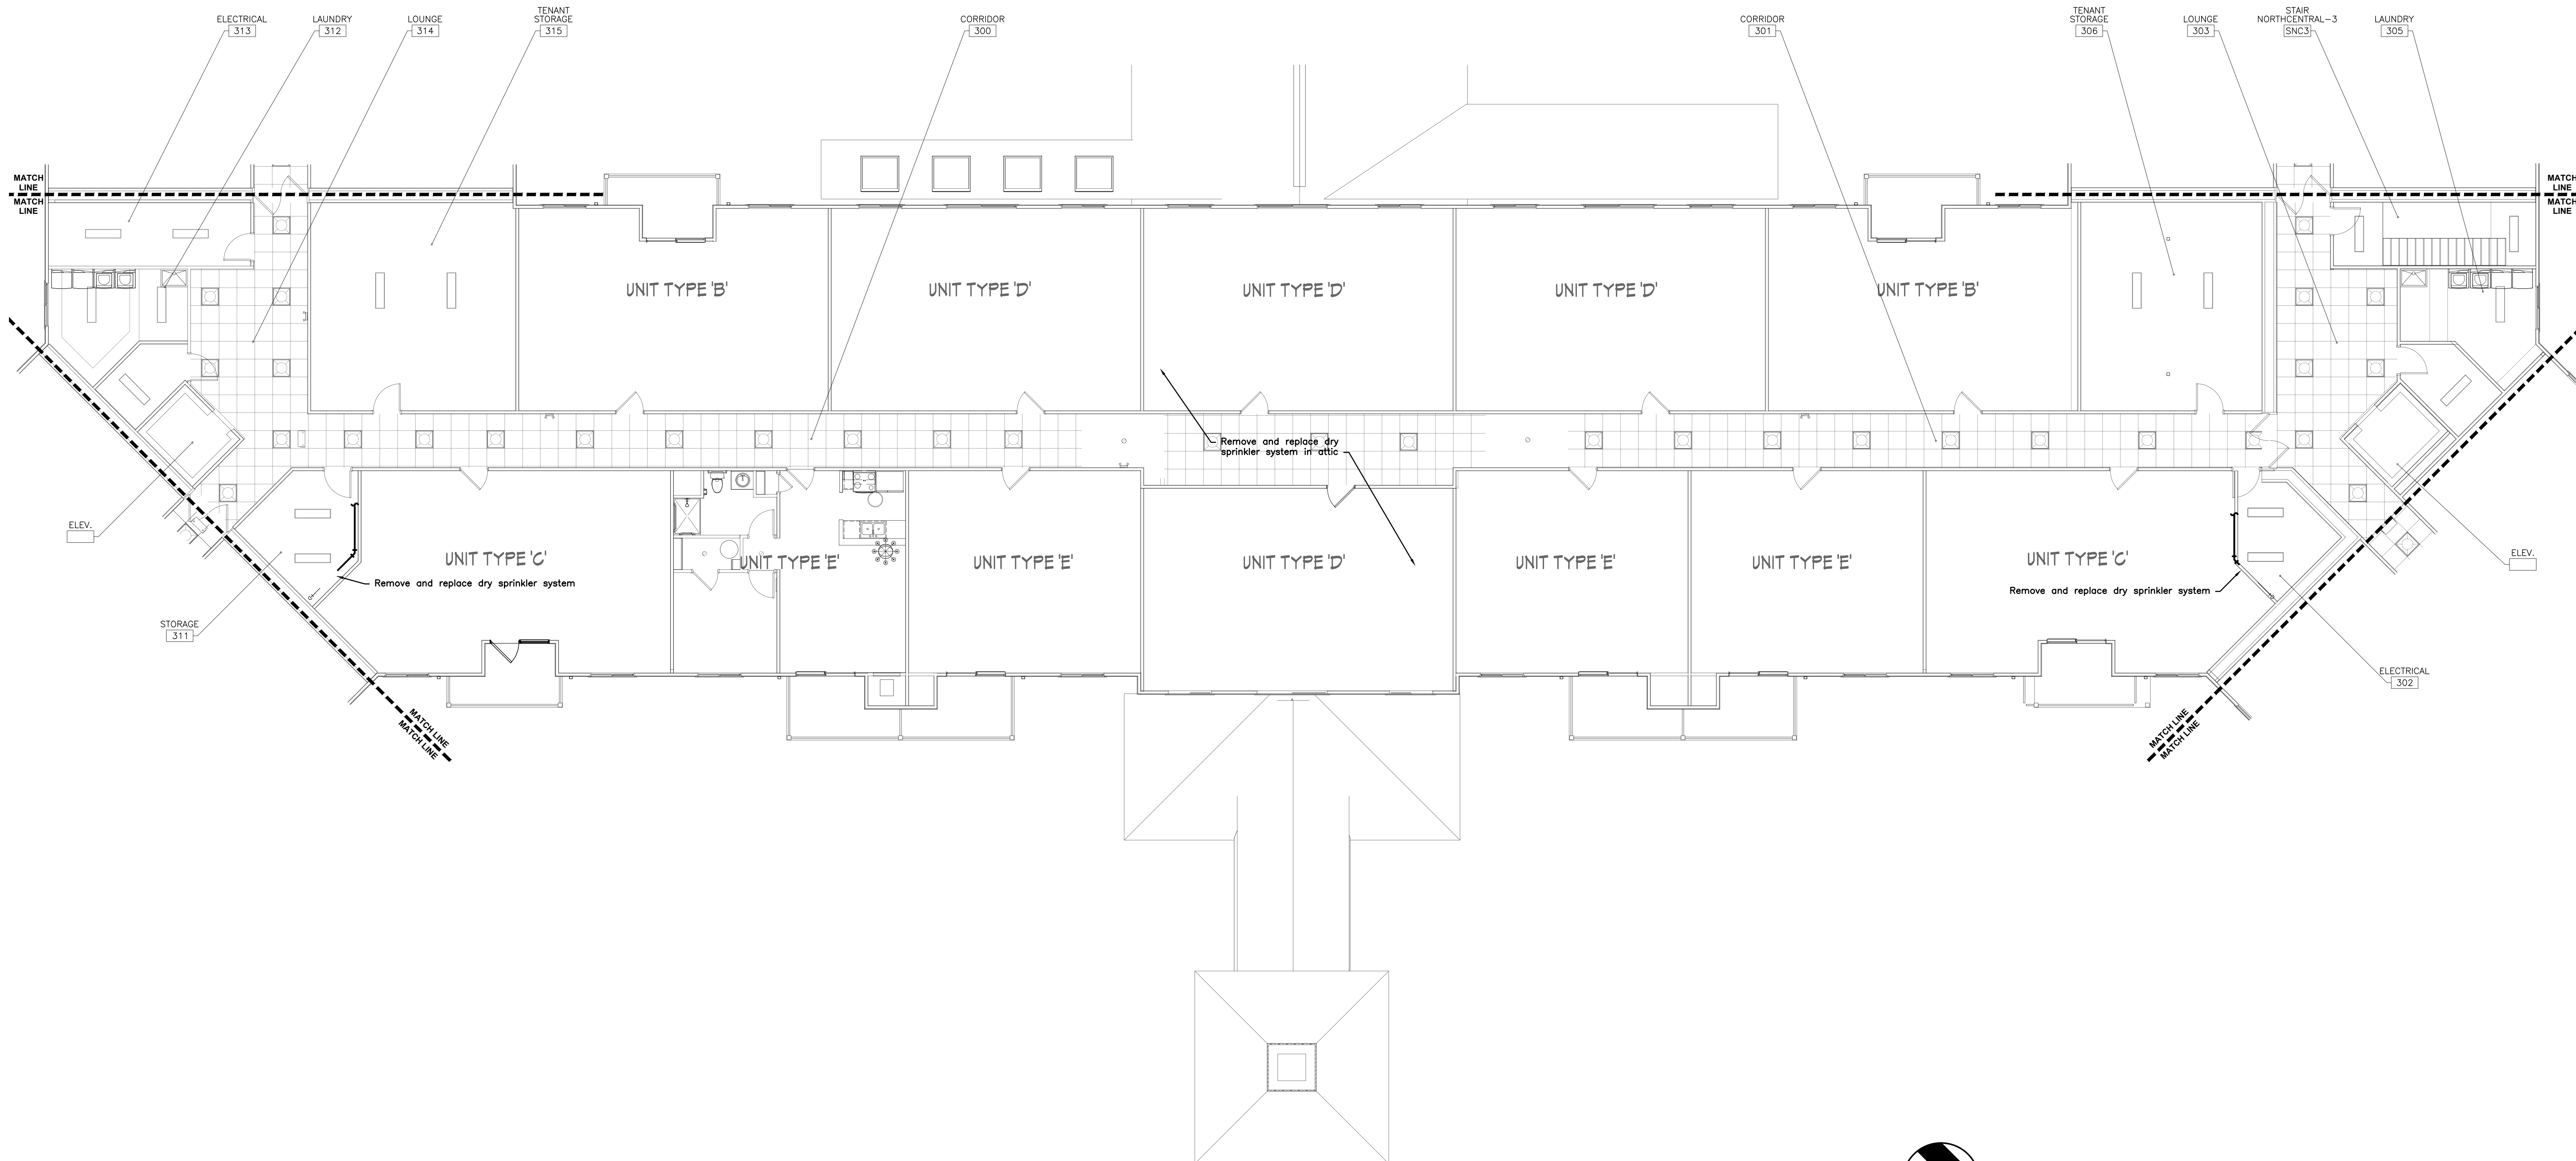 ELECTRICAL
313
LAUNDRY
312
LOUNGE
314
TENANT
STORAGE
315
CORRIDOR
300
CORRIDOR
301
TENANT
STORAGE
306
LOUNGE
303
STAIR
NORTHCENTRAL-3
SNC3
LAUNDRY
305
MATCH
LINE
MATCH
LINE
MATCH
LINE
MATCH
LINE
UNIT TYPE 'B'
UNIT TYPE 'D'
UNIT TYPE 'D'
UNIT TYPE 'D'
UNIT TYPE 'B'
Remove and replace dry
sprinkler system in attic
ELEV.
UNIT TYPE 'C'
UNIT TYPE 'E'
UNIT TYPE 'E'
UNIT TYPE 'D'
UNIT TYPE 'E'
UNIT TYPE 'E'
UNIT TYPE 'C'
ELEV.
Remove and replace dry sprinkler system
Remove and replace dry sprinkler system
STORAGE
311
ELECTRICAL
302
MATCH LINE
MATCH LINE
MATCH LINE
MATCH LINE